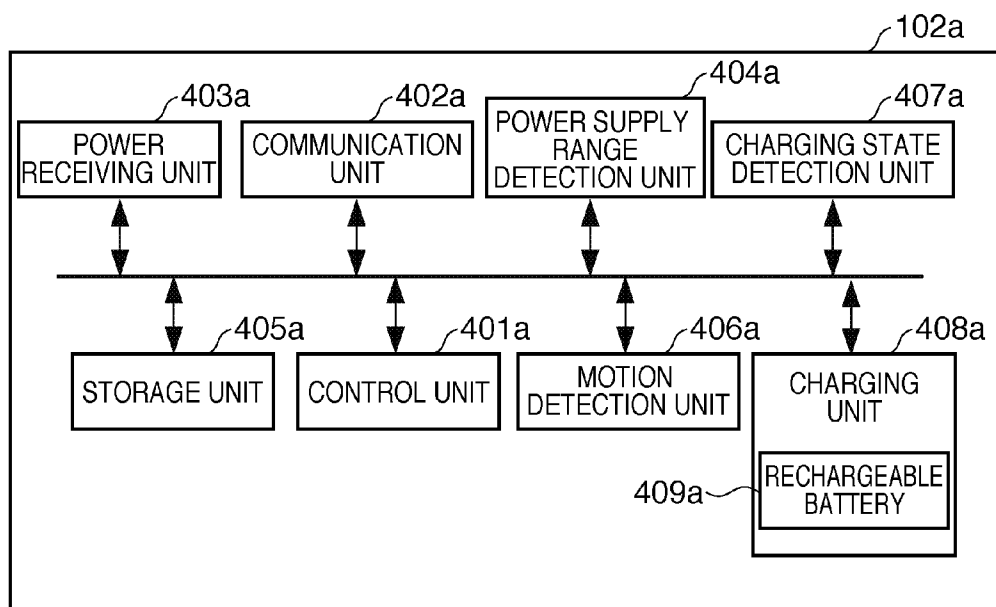 102a
403a
POWER
RECEIVING UNIT
402a
COMMUNICATION
UNIT
404a
POWER SUPPLY
RANGE
DETECTION UNIT
407a
CHARGING STATE
DETECTION UNIT
405a
STORAGE UNIT
401a
CONTROL UNIT
406a
MOTION
DETECTION UNIT
408a
CHARGING
UNIT
409a
RECHARGEABLE
BATTERY